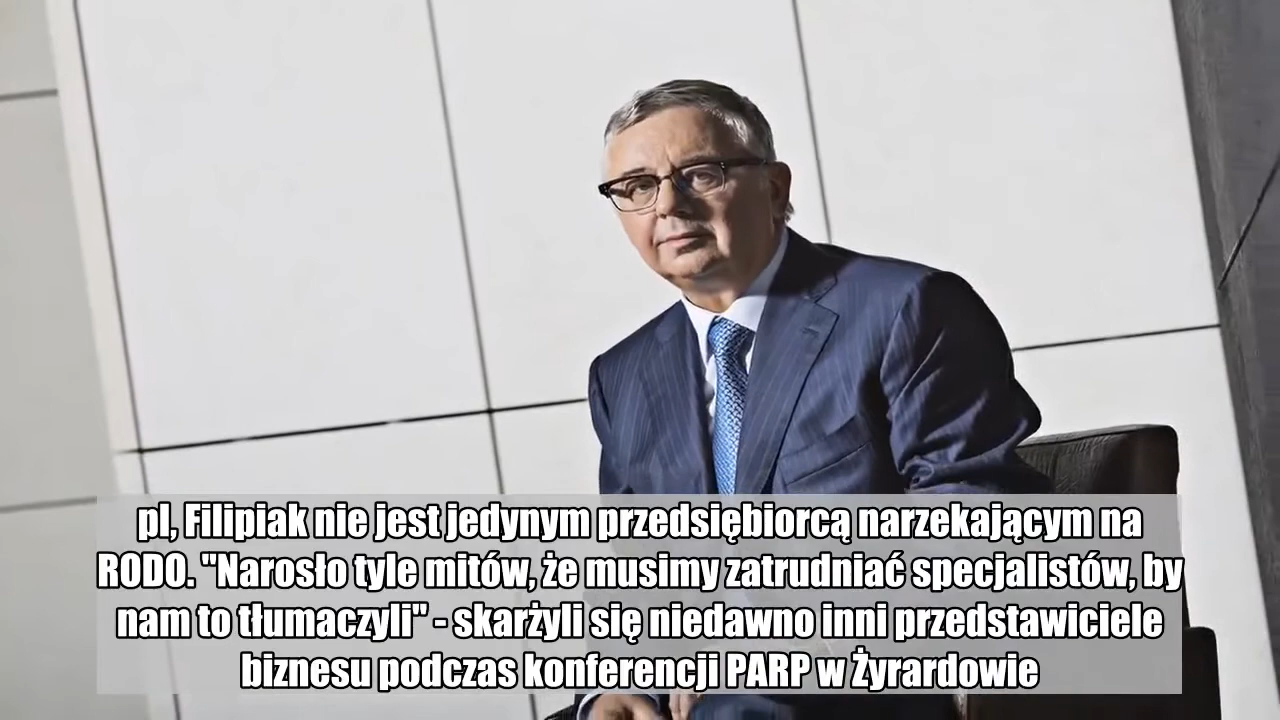 pl, Filipiak nie jest jedynym przedsiębiorcą narzekającym na
RODO. "Narosło tyle mitów, że musimy zatrudniać specjalistów, by
nam to tłumaczyli" - skarżyli się niedawno inni przedstawiciele
biznesu podczas konferencji PARP w Żyrardowie